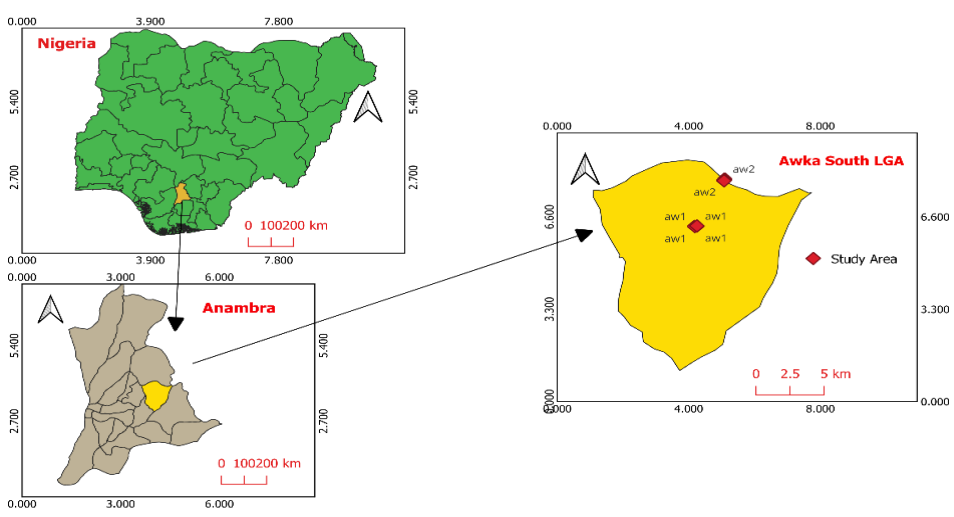 0.000 3.900 7.800
Nigeria
5.400 5.400
2.700 2.700
0 100200 km
0.000 3.900 7.800
0.000 3.000 6.000
Anambra
5.400 5.400
2.700 2.700
0 100200 km
0.000 3.000 6.000
0.000 4.000 8.000
Awka South LGA
aw2
aw2
6.600 6.600
aw1 aw1
aw1 aw1
Study Area
3.300 3.300
0 2.5 5 km
0.000 0.000
0.000 4.000 8.000